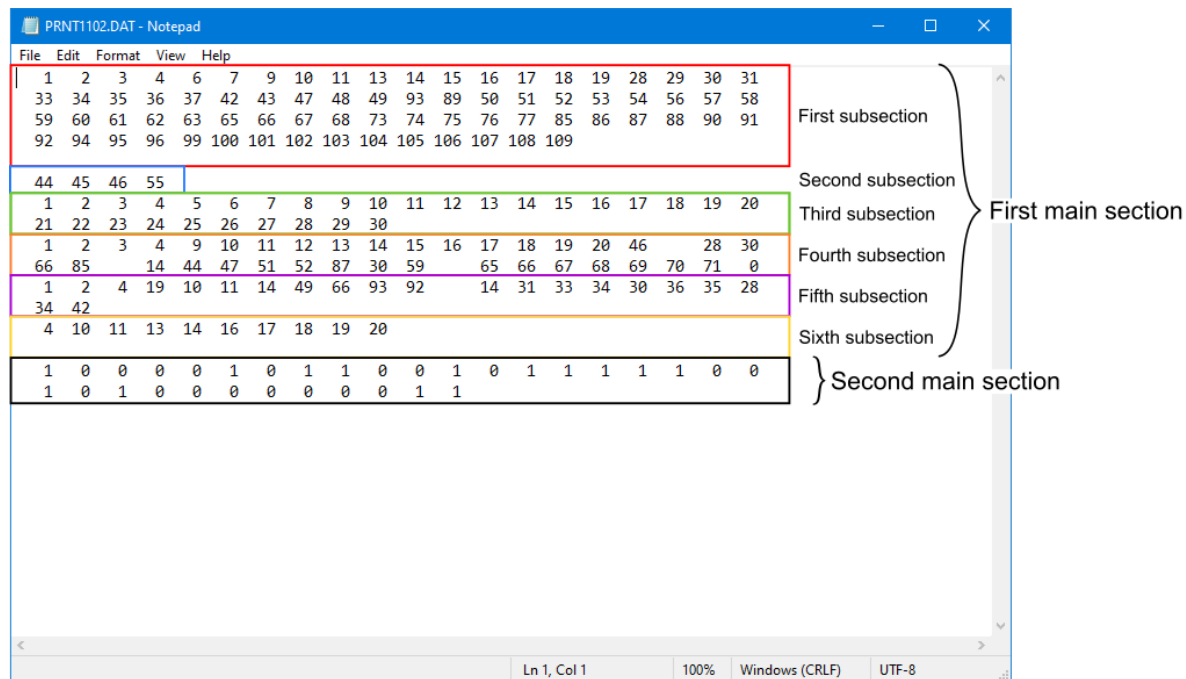 PRNT1102.DAT - Notepad
File Edit Format View Help
1 2 3 4 6 7 9 10 11 13 14 15 16 17 18 19 28 29 30 31
33 34 35 36 37 42 43 47 48 49 93 89 50 51 52 53 54 56 57 58
59 60 61 62 63 65 66 67 68 73 74 75 76 77 85 86 87 88 90 91
First subsection
92 94 95 96 99 100 101 102 103 104 105 106 107 108 109
44 45 46 55
Second subsection
1 2 3 4 5 6 7 8 9 10 11 12 13 14 15 16 17 18 19 20
21 22 23 24 25 26 27 28 29 30
Third subsection
First main section
1 2 3 4 9 10 11 12 13 14 15 16 17 18 19 20 46 28 30
66 85 14 44 47 51 52 87 30 59 65 66 67 68 69 70 71 0
Fourth subsection
1 2 4 19 10 11 14 49 66 93 92 14 31 33 34 30 36 35 28
34 42
Fifth subsection
4 10 11 13 14 16 17 18 19 20
Sixth subsection
1 0 0 0 0 1 0 1 1 0 0 1 0 1 1 1 1 1 0 0
1 0 1 0 0 0 0 0 0 0 1 1
Second main section
Ln 1, Col 1 100% Windows (CRLF) UTF-8